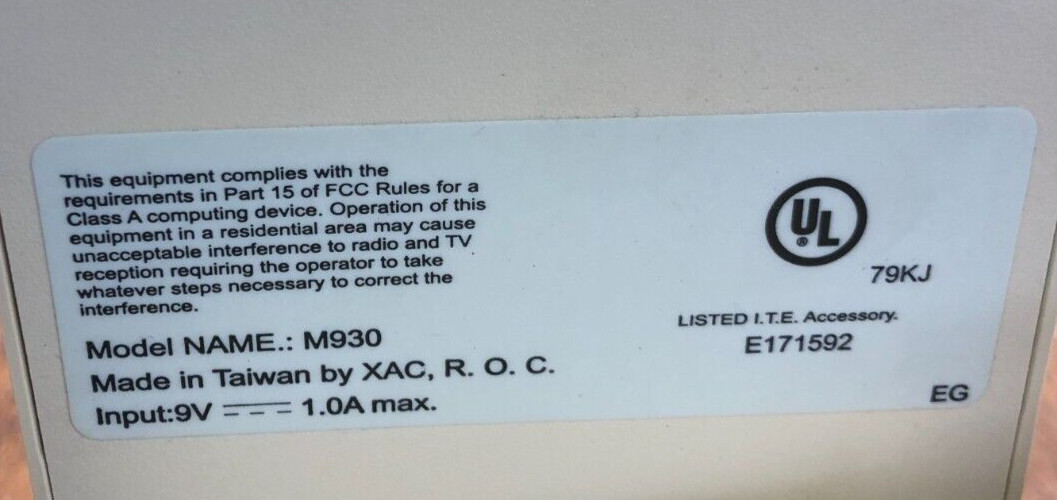 This equipment complies with the
requirements in Part 15 of FCC Rules for a
Class A computing device. Operation of this
equipment in a residential area may cause
unacceptable interference to radio and TV
reception requiring the operator to take
whatever steps necessary to correct the
interference.
Model NAME.: M930
Made in Taiwan by XAC, R. O. C.
Input:9V ⎓ 1.0A max.
UL
®
79KJ
LISTED I.T.E. Accessory.
E171592
EG